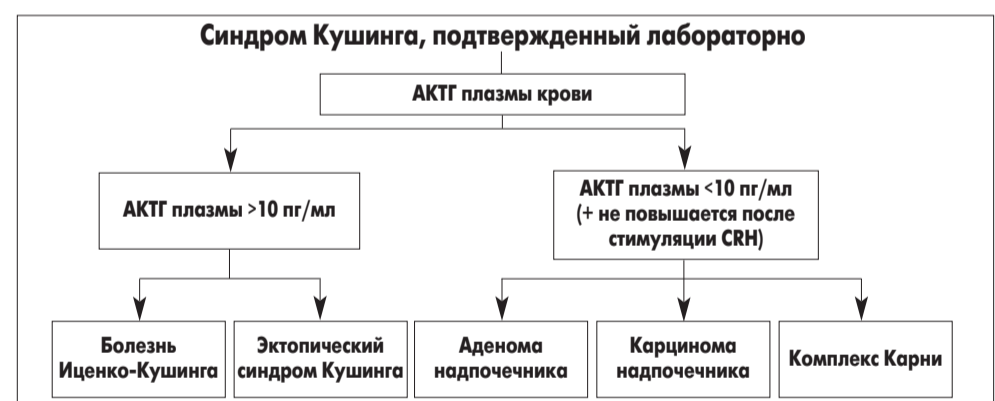 Синдром Кушинга, подтвержденный лабораторно
АКТГ плазмы крови
АКТГ плазмы >10 пг/мл
АКТГ плазмы <10 пг/мл
(+ не повышается после
стимуляции CRH)
Болезнь
Иценко-Кушинга
Эктопический
синдром Кушинга
Аденома
надпочечника
Карцинома
надпочечника
Комплекс Карни